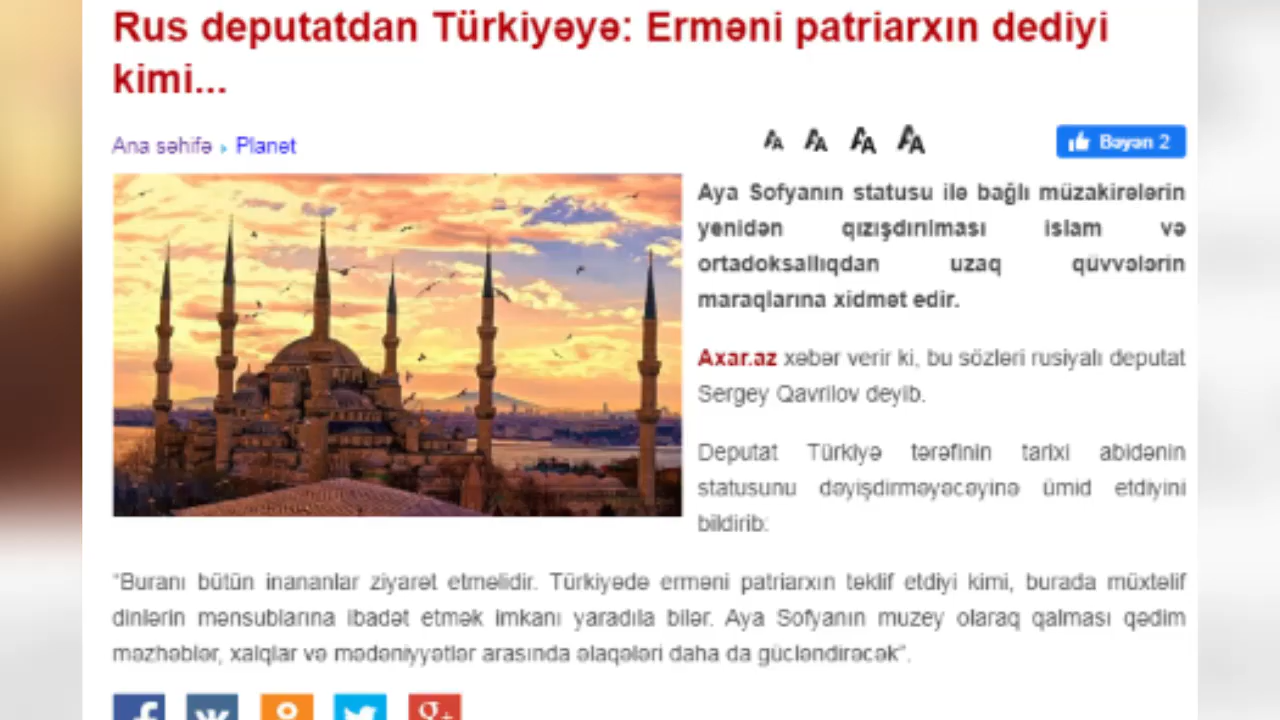 Rus deputatdan Türkiyəyə: Erməni patriarxın dediyi
kimi...
Ana səhifə ▸ Planet
AA AA AA AA
Bəyən 2
Aya Sofyanın statusu ilə bağlı müzakirələrin
yenidən qızışdırılması islam və
ortadoksallıqdan uzaq qüvvələrin
maraqlarına xidmət edir.
Axar.az xəbər verir ki, bu sözləri rusiyalı deputat
Sergey Qavrilov deyib.
Deputat Türkiyə tərəfinin tarixi abidənin
statusunu dəyişdirməyəcəyinə ümid etdiyini
bildirib:
"Buranı bütün inananlar ziyarət etməlidir. Türkiyədə erməni patriarxın təklif etdiyi kimi, burada müxtəlif
dinlərin mənsublarına ibadət etmək imkanı yaradıla bilər. Aya Sofyanın muzey olaraq qalması qədim
məzhəblər, xalqlar və mədəniyyətlər arasında əlaqələri daha da gücləndirəcək".